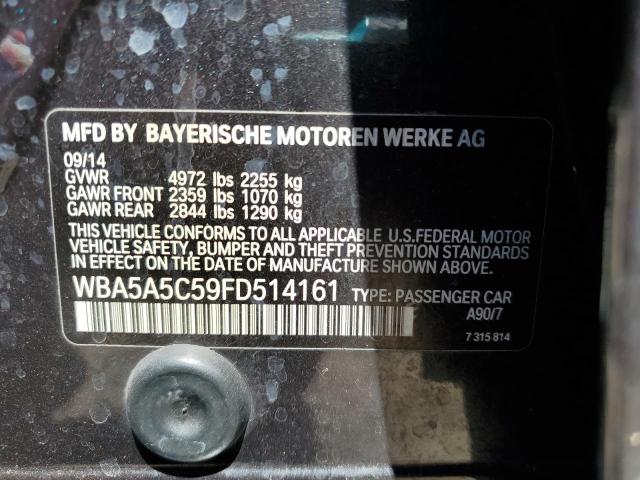 MFD BY BAYERISCHE MOTOREN WERKE AG
09/14
GVWR 4972 lbs 2255 kg
GAWR FRONT 2359 lbs 1070 kg
GAWR REAR 2844 lbs 1290 kg
THIS VEHICLE CONFORMS TO ALL APPLICABLE U.S.FEDERAL MOTOR
VEHICLE SAFETY, BUMPER AND THEFT PREVENTION STANDARDS
IN EFFECT ON THE DATE OF MANUFACTURE SHOWN ABOVE.
WBA5A5C59FD514161 TYPE: PASSENGER CAR
A90/7
7 315 814